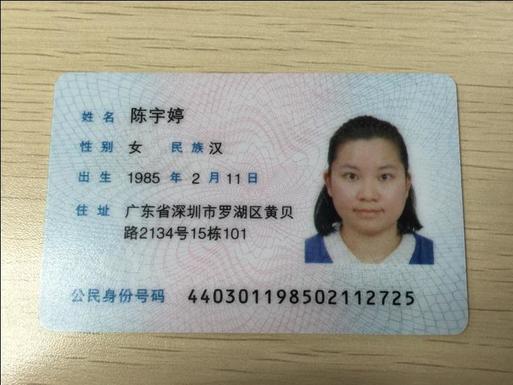 姓名 陈宇婷
性别 女 民族 汉
出生 1985 年 2 月 11 日
住址 广东省深圳市罗湖区黄贝
路2134号15栋101
公民身份号码 440301198502112725